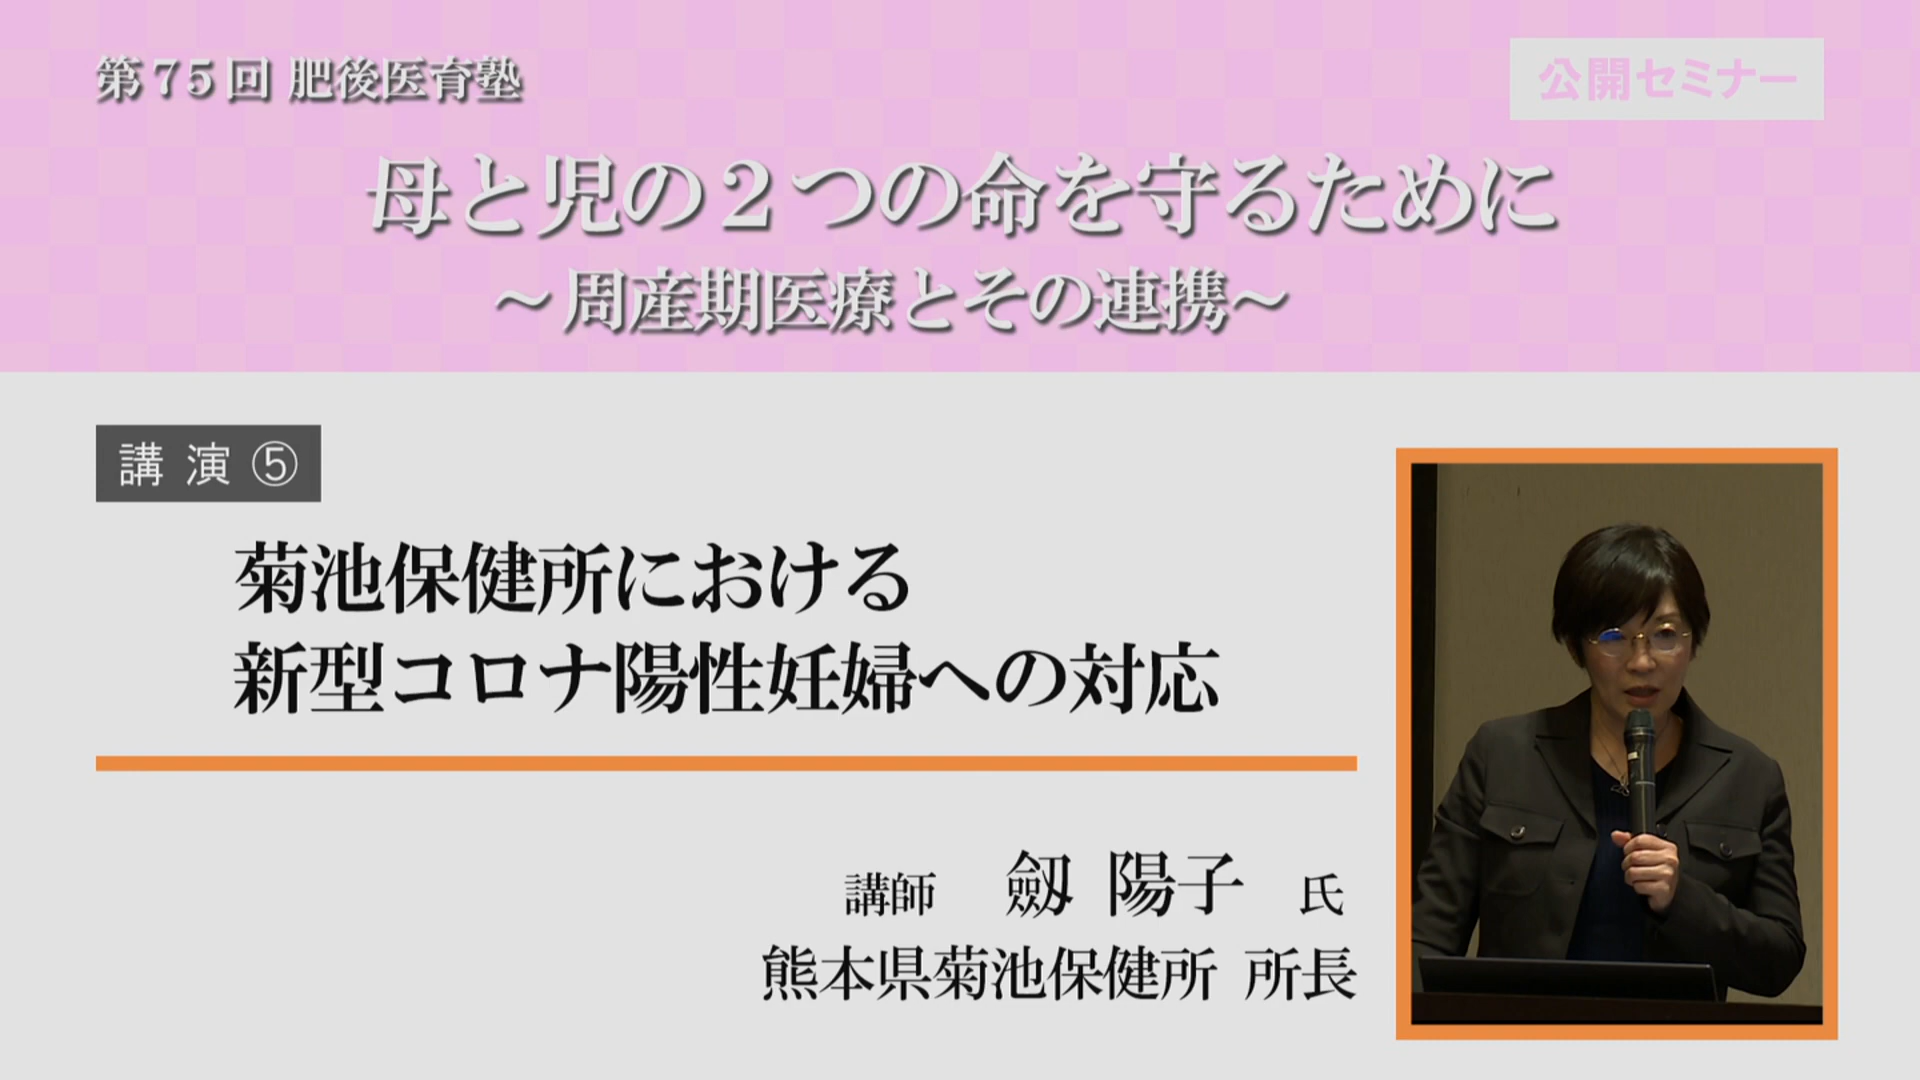 第75回 肥後医育塾
公開セミナー
母と児の２つの命を守るために
～周産期医療とその連携～
講演⑤
菊池保健所における
新型コロナ陽性妊婦への対応
講師 劔 陽子 氏
熊本県菊池保健所 所長